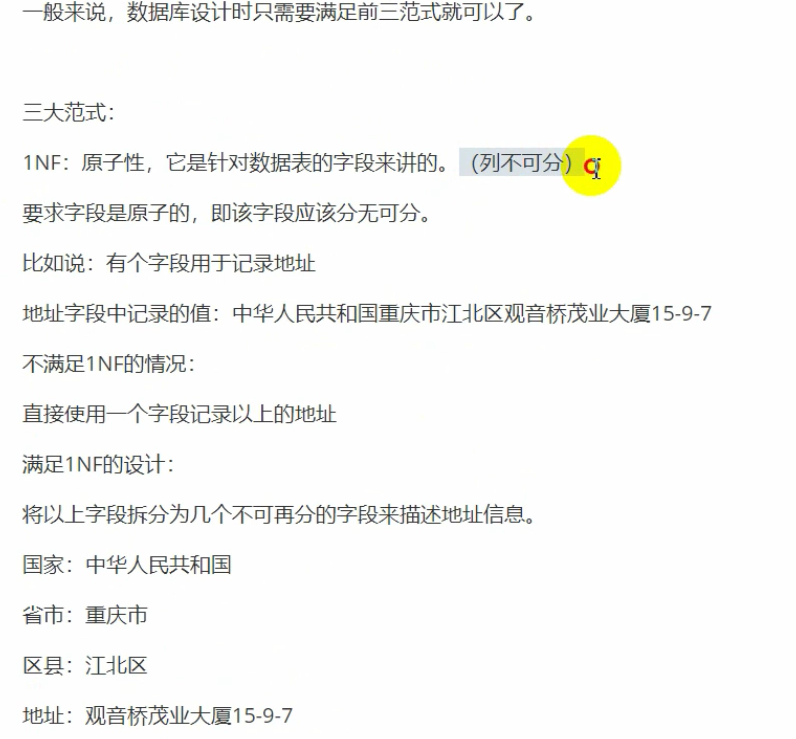 一般来说，数据库设计时只需要满足前三范式就可以了。
三大范式：
1NF：原子性，它是针对数据表的字段来讲的。（列不可分）
要求字段是原子的，即该字段应该分无可分。
比如说：有个字段用于记录地址
地址字段中记录的值：中华人民共和国重庆市江北区观音桥茂业大厦15-9-7
不满足1NF的情况：
直接使用一个字段记录以上的地址
满足1NF的设计：
将以上字段拆分为几个不可再分的字段来描述地址信息。
国家：中华人民共和国
省市：重庆市
区县：江北区
地址：观音桥茂业大厦15-9-7